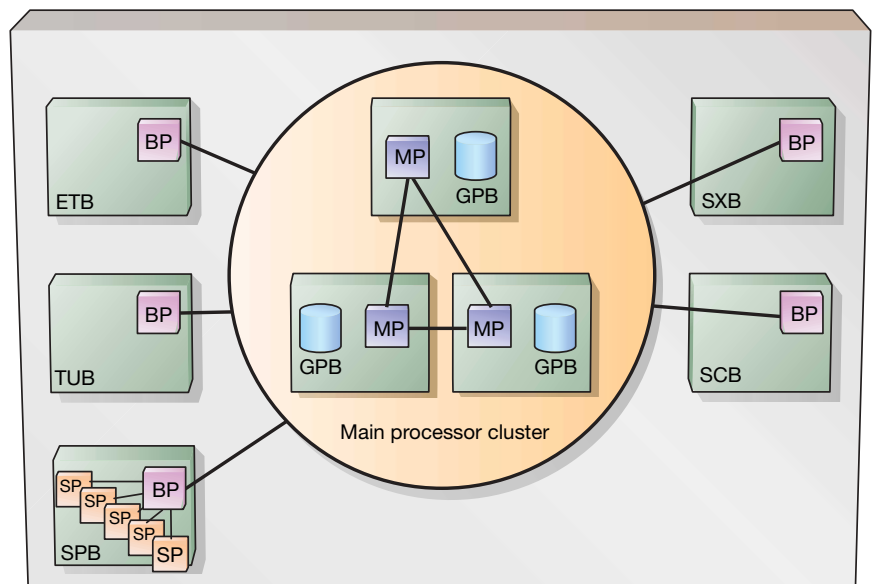 BP
ETB
MP
GPB
BP
SXB
BP
TUB
GPB
MP
MP
GPB
BP
SCB
Main processor cluster
SP
SP
SP
SP
SP
BP
SPB